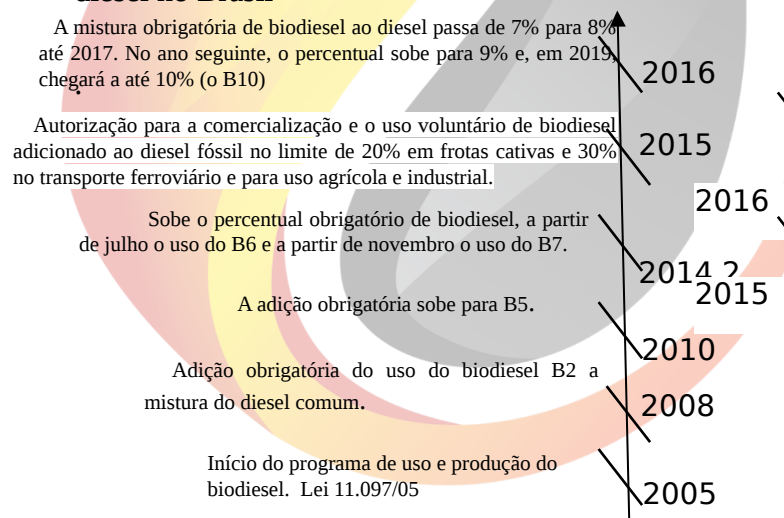 diesel no Brasil
A mistura obrigatória de biodiesel ao diesel passa de 7% para 8%
até 2017. No ano seguinte, o percentual sobe para 9% e, em 2019,
chegará a até 10% (o B10)
.
2016
Autorização para a comercialização e o uso voluntário de biodiesel
adicionado ao diesel fóssil no limite de 20% em frotas cativas e 30%
no transporte ferroviário e para uso agrícola e industrial.
2015
2016
Sobe o percentual obrigatório de biodiesel, a partir
de julho o uso do B6 e a partir de novembro o uso do B7.
2014.2
2015
A adição obrigatória sobe para B5.
2010
Adição obrigatória do uso do biodiesel B2 a
mistura do diesel comum.
2008
Início do programa de uso e produção do
biodiesel. Lei 11.097/05
2005